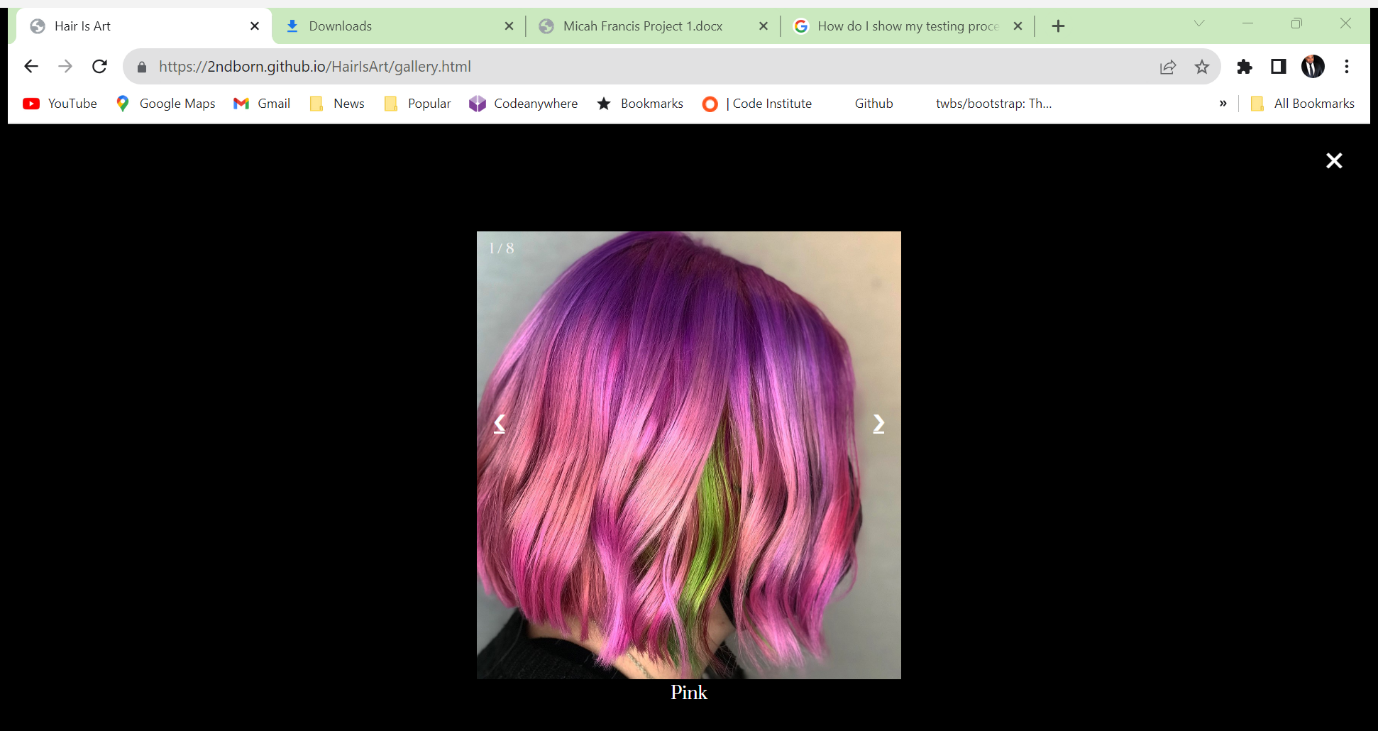 Hair Is Art
Downloads
Micah Francis Project 1.docx
How do I show my testing proce
https://2ndborn.github.io/HairIsArt/gallery.html
YouTube
Google Maps
Gmail
News
Popular
Codeanywhere
Bookmarks
| Code Institute
Github
twbs/bootstrap: Th...
»
All Bookmarks
1 / 8
Pink